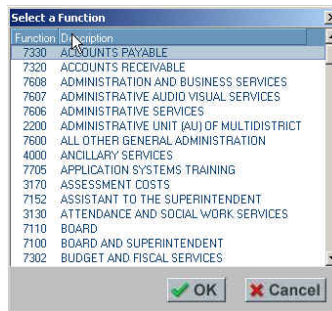 Select a Function
Function Description
7330 ACCOUNTS PAYABLE
7320 ACCOUNTS RECEIVABLE
7608 ADMINISTRATION AND BUSINESS SERVICES
7607 ADMINISTRATIVE AUDIO VISUAL SERVICES
7606 ADMINISTRATIVE SERVICES
2200 ADMINISTRATIVE UNIT (AU) OF MULTIDISTRICT
7600 ALL OTHER GENERAL ADMINISTRATION
4000 ANCILLARY SERVICES
7705 APPLICATION SYSTEMS TRAINING
3170 ASSESSMENT COSTS
7152 ASSISTANT TO THE SUPERINTENDENT
3130 ATTENDANCE AND SOCIAL WORK SERVICES
7110 BOARD
7100 BOARD AND SUPERINTENDENT
7302 BUDGET AND FISCAL SERVICES
OK Cancel